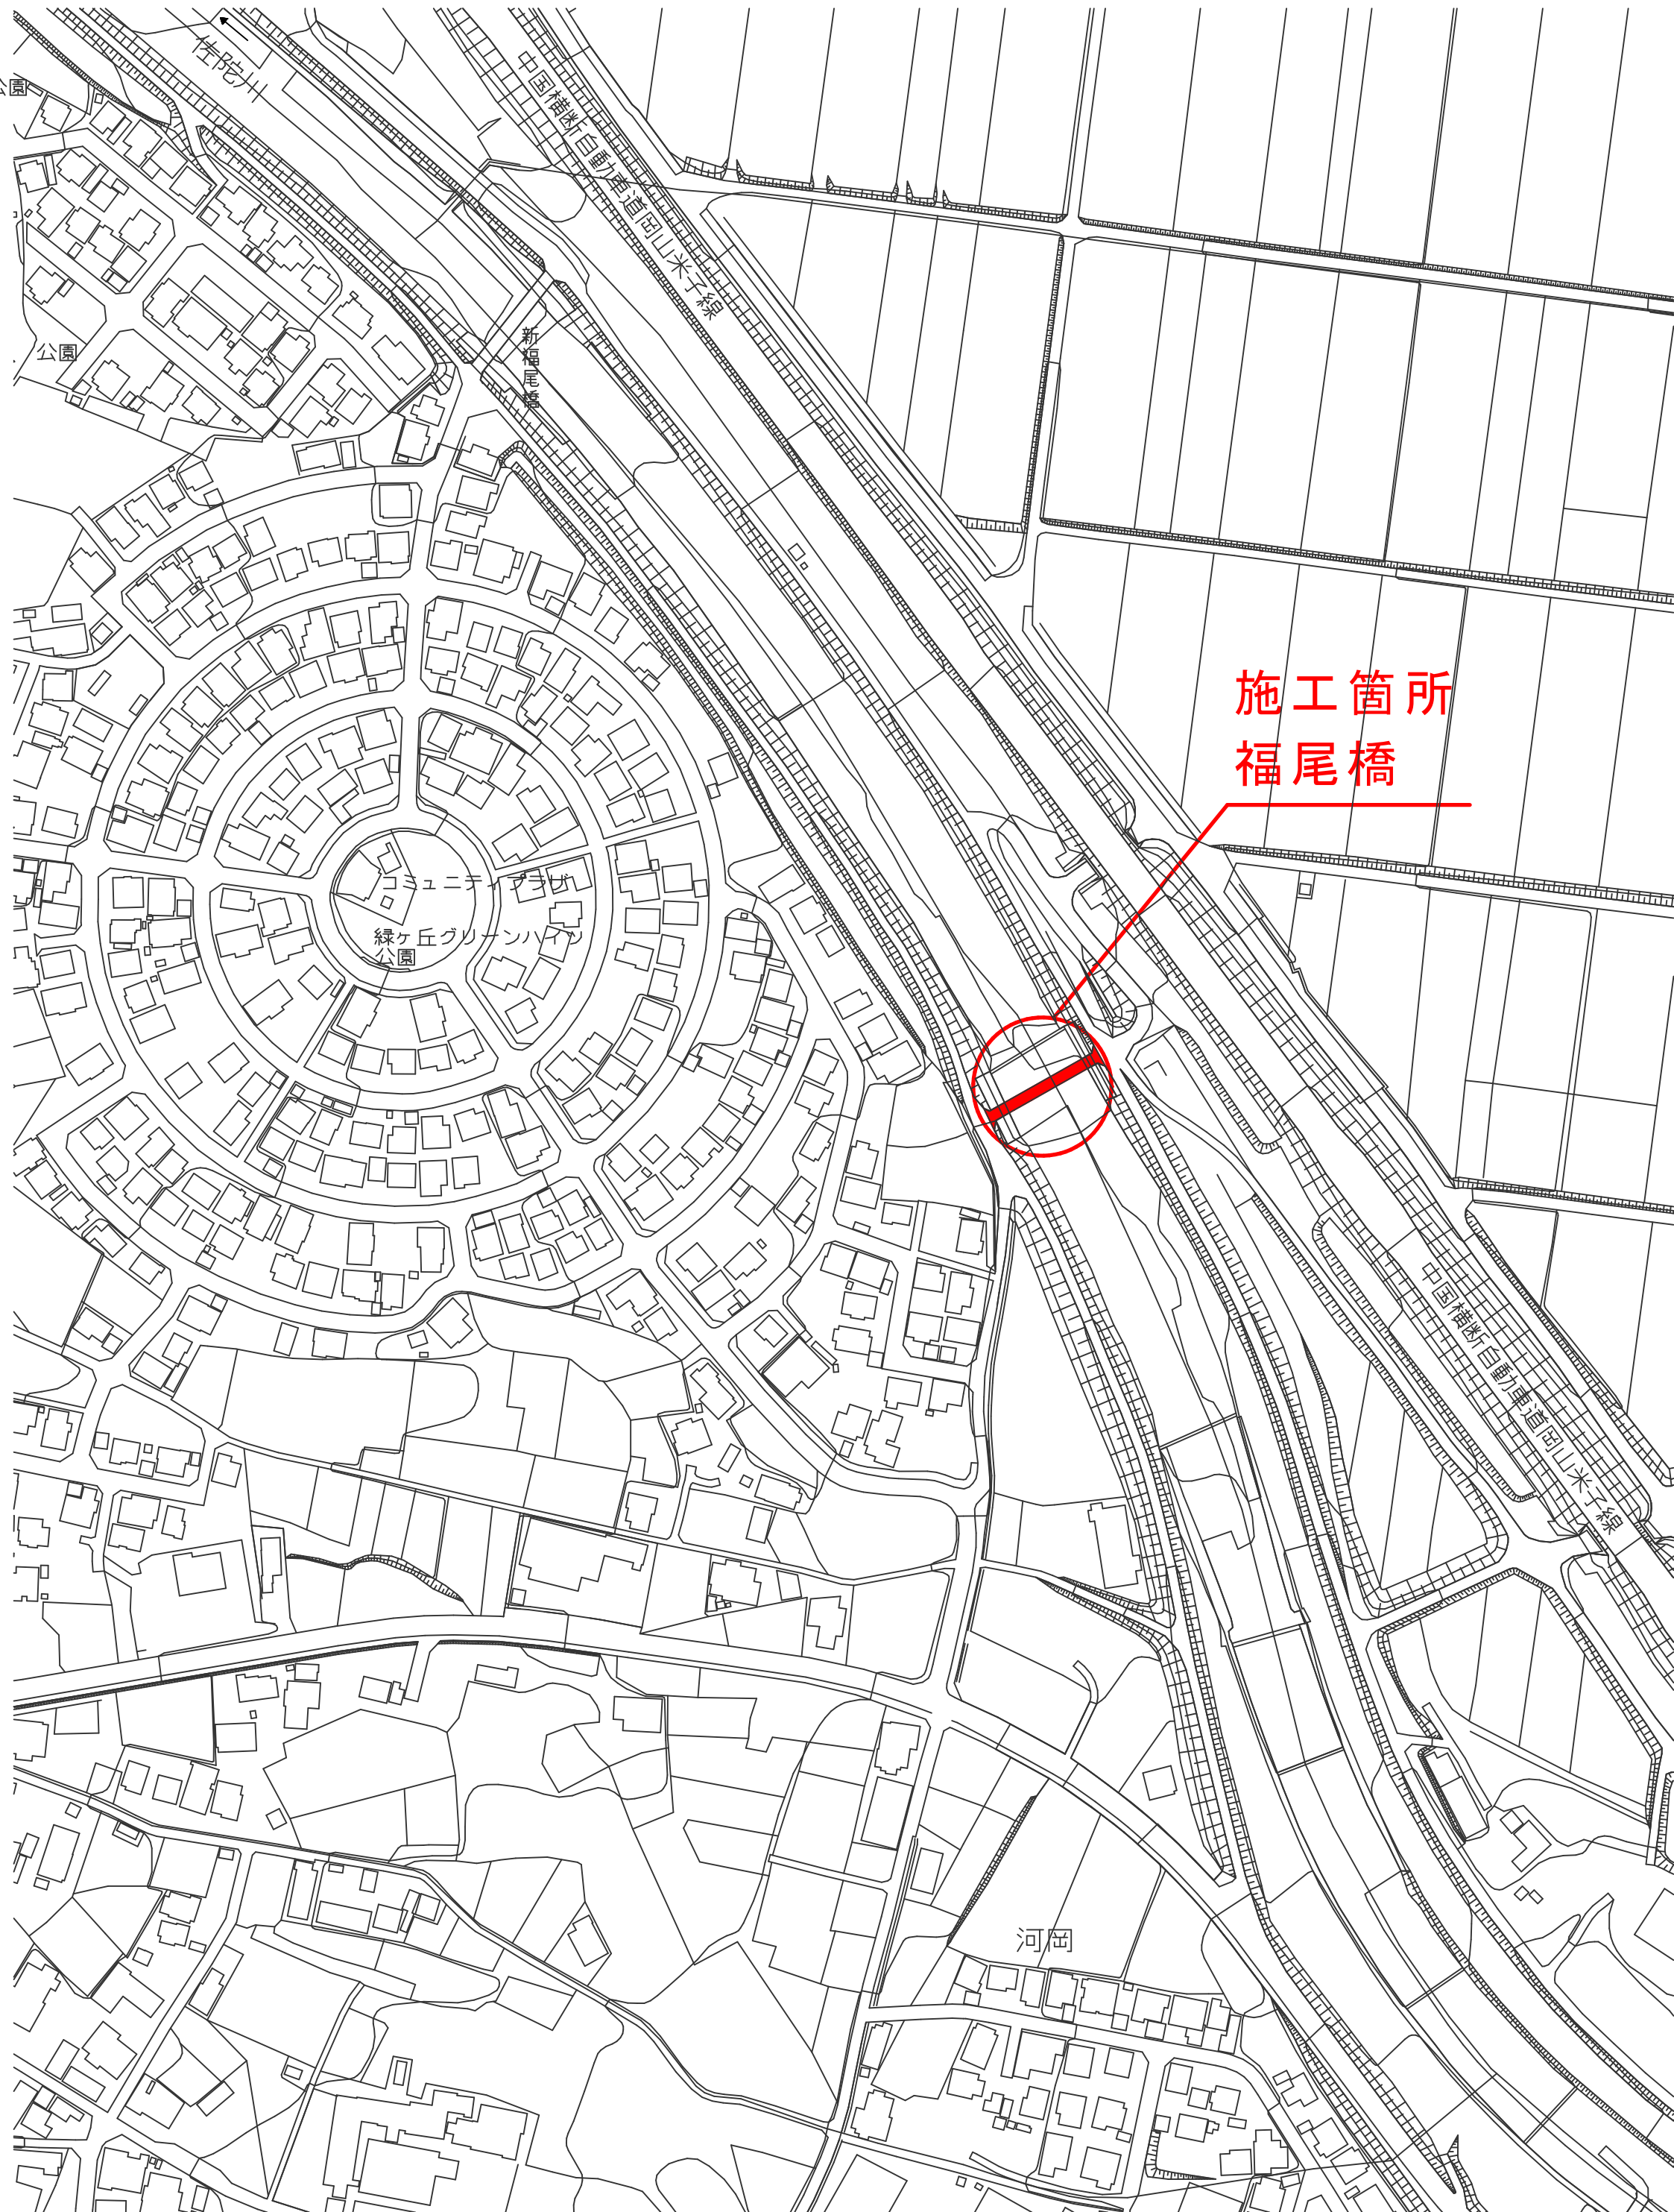 佐陀川
公園
中国横断自動車道岡山米子線
新福尾橋
公園
施工箇所
福尾橋
コミュニティプラザ
緑ヶ丘グリーンハイツ
公園
中国横断自動車道岡山米子線
河岡